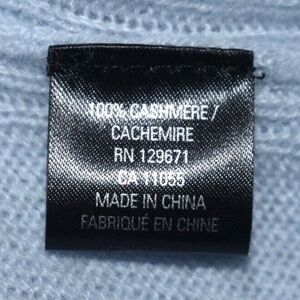 100% CASHMERE /
CACHEMIRE
RN 129671
CA 11055
MADE IN CHINA
FABRIQUÉ EN CHINE